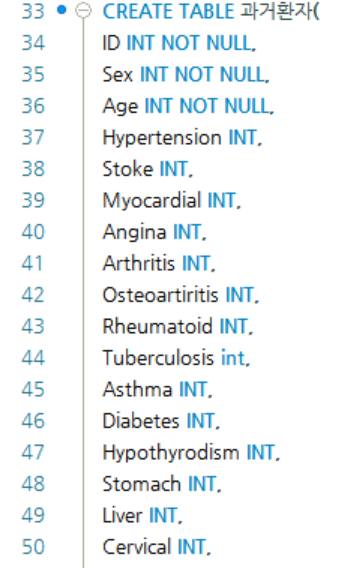 33 CREATE TABLE 과거환자(
34 ID INT NOT NULL,
35 Sex INT NOT NULL,
36 Age INT NOT NULL,
37 Hypertension INT,
38 Stoke INT,
39 Myocardial INT,
40 Angina INT,
41 Arthritis INT,
42 Osteoartiritis INT,
43 Rheumatoid INT,
44 Tuberculosis int,
45 Asthma INT,
46 Diabetes INT,
47 Hypothyrodism INT,
48 Stomach INT,
49 Liver INT,
50 Cervical INT,